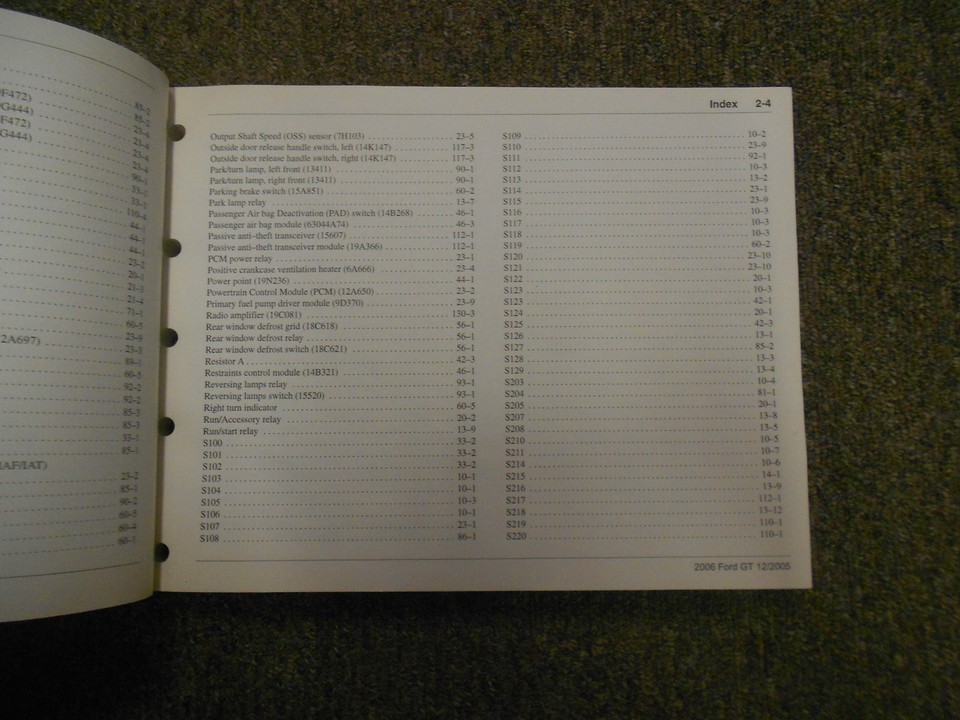 F472)
G444)
F472)
G444)
2A697)
AF/IAT)
Index 2-4
Output Shaft Speed (OSS) sensor (7H103) 23-5
Outside door release handle switch, left (14K147) 117-3
Outside door release handle switch, right (14K147) 117-3
Park/turn lamp, left front (13411) 90-1
Park/turn lamp, right front (13411) 90-1
Parking brake switch (15A851) 60-2
Park lamp relay 13-7
Passenger Air bag Deactivation (PAD) switch (14B268) 46-1
Passenger air bag module (63044A74) 46-3
Passive anti-theft transceiver (15607) 112-1
Passive anti-theft transceiver module (19A366) 112-1
PCM power relay 23-1
Positive crankcase ventilation heater (6A666) 23-4
Power point (19N236) 44-1
Powertrain Control Module (PCM) (12A650) 23-2
Primary fuel pump driver module (9D370) 23-9
Radio amplifier (19C081) 130-3
Rear window defrost grid (18C618) 56-1
Rear window defrost relay 56-1
Rear window defrost switch (18C621) 56-1
Resistor A 42-3
Restraints control module (14B321) 46-1
Reversing lamps relay 93-1
Reversing lamps switch (15520) 93-1
Right turn indicator 60-5
Run/Accessory relay 20-2
Run/start relay 13-9
S100 33-2
S101 33-2
S102 33-2
S103 10-1
S104 10-1
S105 10-3
S106 10-1
S107 23-1
S108 86-1
S109 10-2
S110 23-9
S111 92-1
S112 10-3
S113 13-2
S114 23-1
S115 23-9
S116 10-3
S117 10-3
S118 10-3
S119 60-2
S120 23-10
S121 23-10
S122 20-1
S123 10-3
S123 42-1
S124 20-1
S125 42-3
S126 13-1
S127 85-2
S128 13-3
S129 13-4
S203 10-4
S204 81-1
S205 20-1
S207 13-8
S208 13-5
S210 10-5
S211 10-7
S214 10-6
S215 14-1
S216 13-9
S217 112-1
S218 13-12
S219 110-1
S220 110-1
2006 Ford GT 12/2005